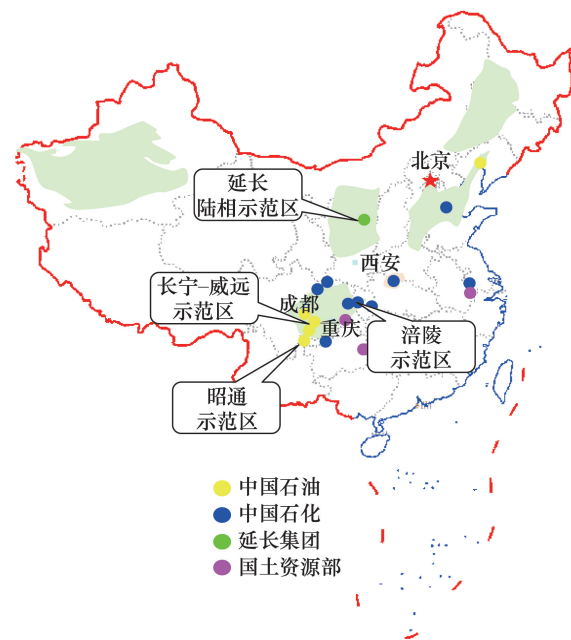 北京
延长
陆相示范区
西安
长宁–威远
示范区
成都
重庆
涪陵
示范区
昭通
示范区
中国石油
中国石化
延长集团
国土资源部